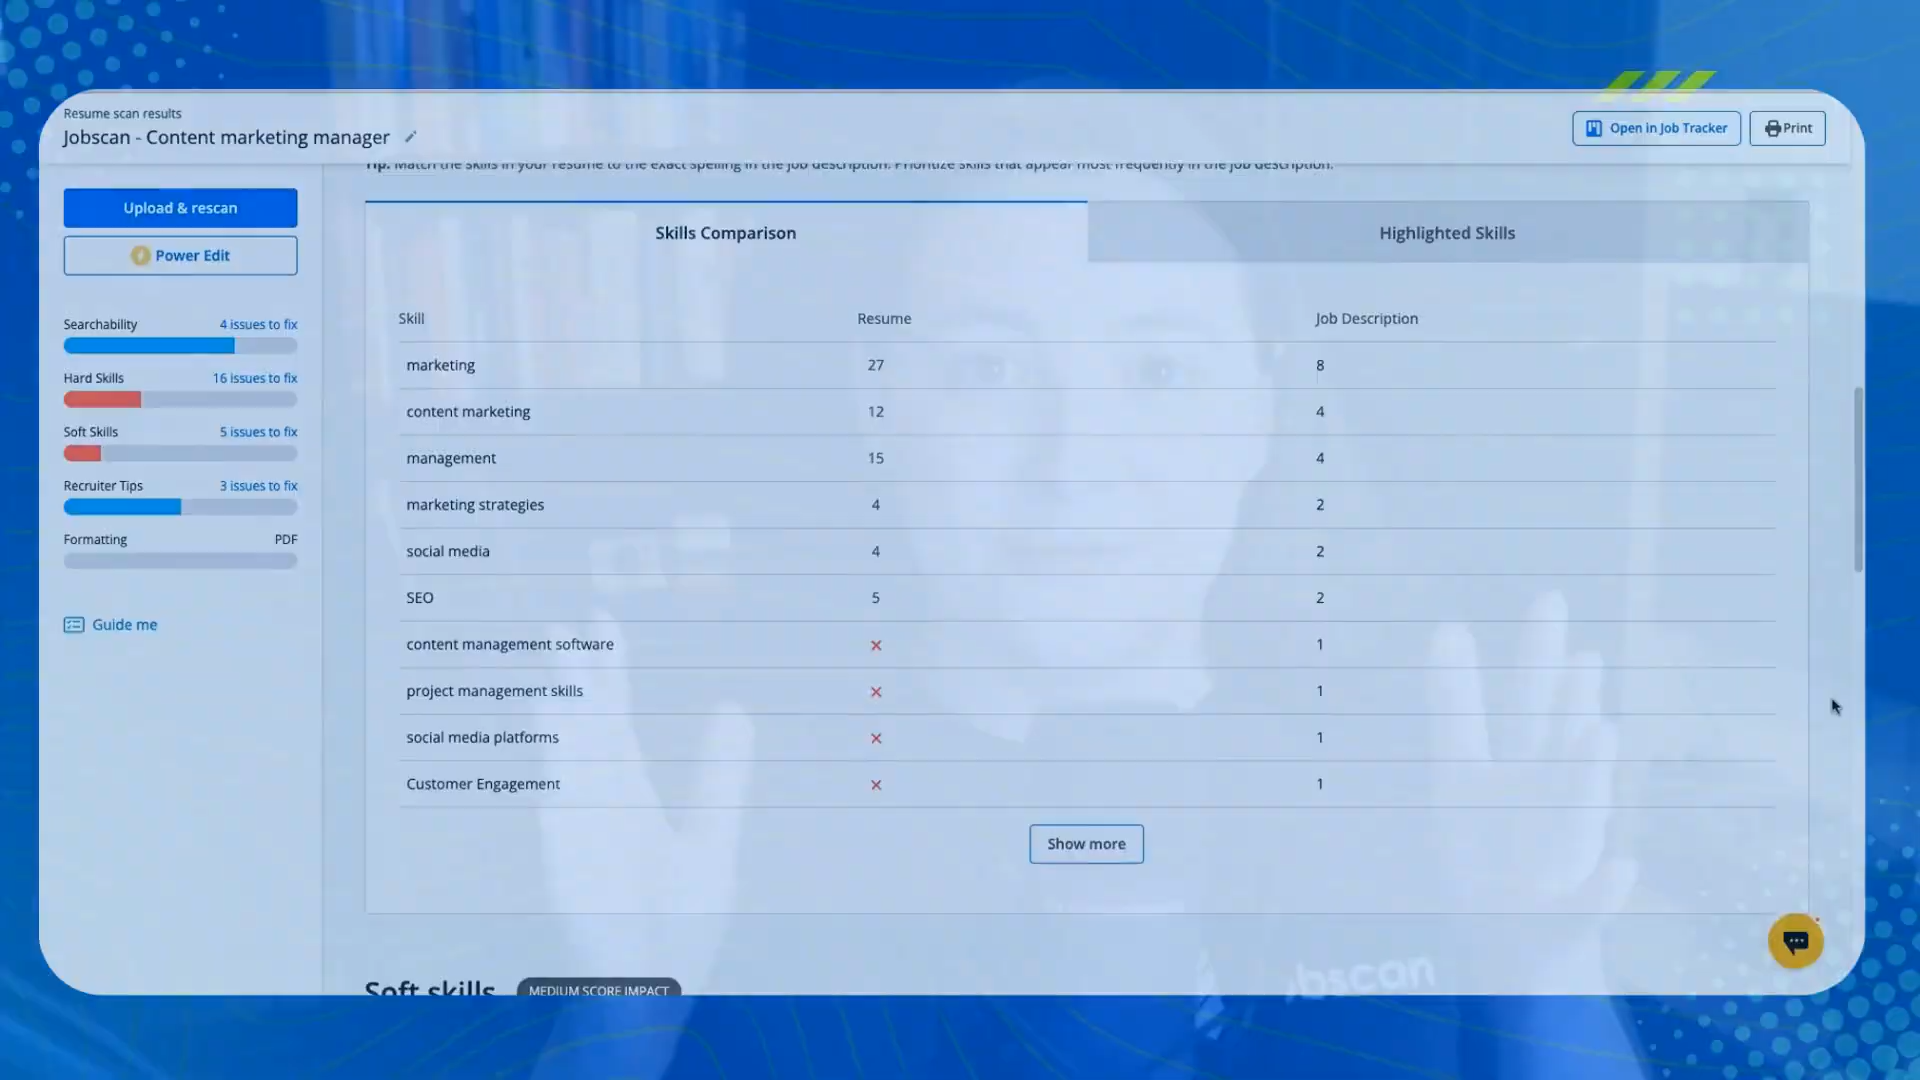 Resume scan results
Jobscan - Content marketing manager
Open in Job Tracker
Print
Tip. Match the skills in your resume to the exact spelling in the job description. Prioritize skills that appear most frequently in the job description.
Upload & rescan
Power Edit
Searchability 4 issues to fix
Hard Skills 16 issues to fix
Soft Skills 5 issues to fix
Recruiter Tips 3 issues to fix
Formatting PDF
Guide me
Skills Comparison Highlighted Skills
Skill Resume Job Description
marketing 27 8
content marketing 12 4
management 15 4
marketing strategies 4 2
social media 4 2
SEO 5 2
content management software 1
project management skills 1
social media platforms 1
Customer Engagement 1
Show more
Soft skills MEDIUM SCORE IMPACT
obscan